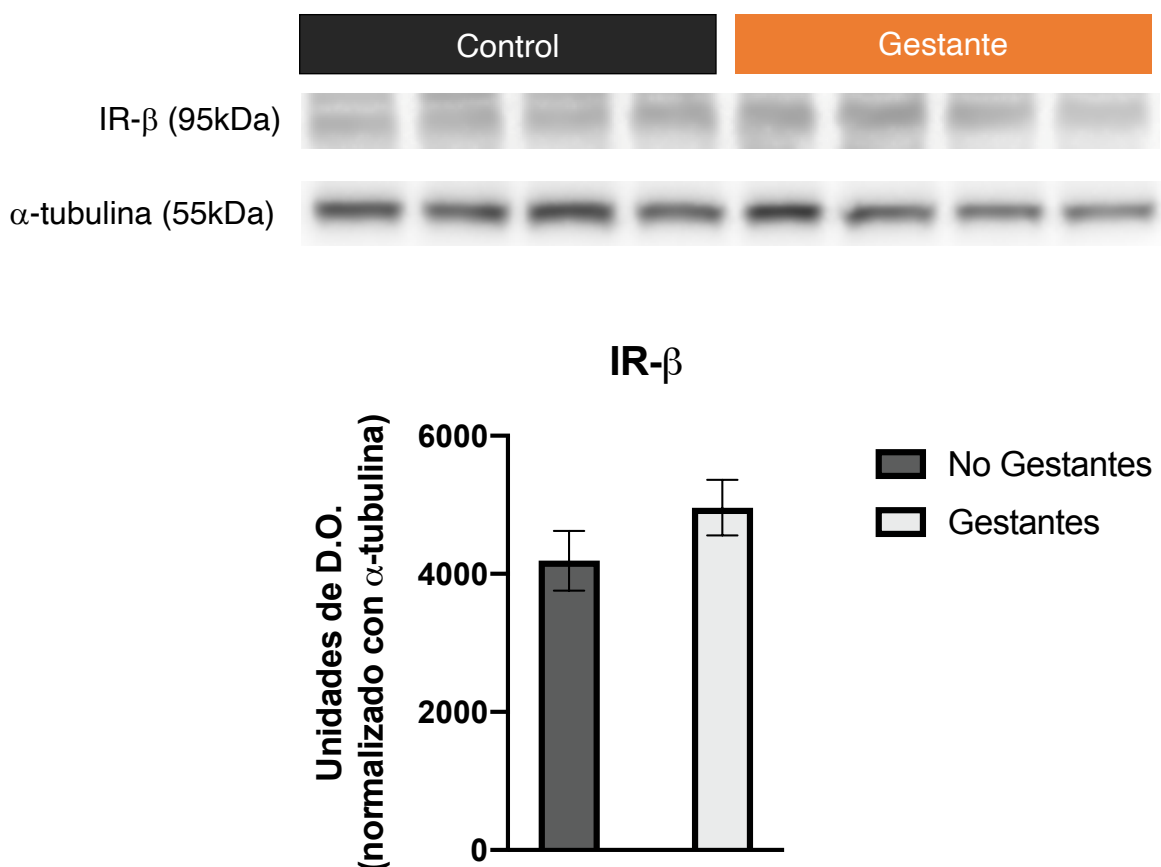 Control Gestante
IR-β (95kDa)
α-tubulina (55kDa)
IR-β
Unidades de D.O.
(normalizado con α-tubulina)
6000
4000
2000
0
No Gestantes
Gestantes